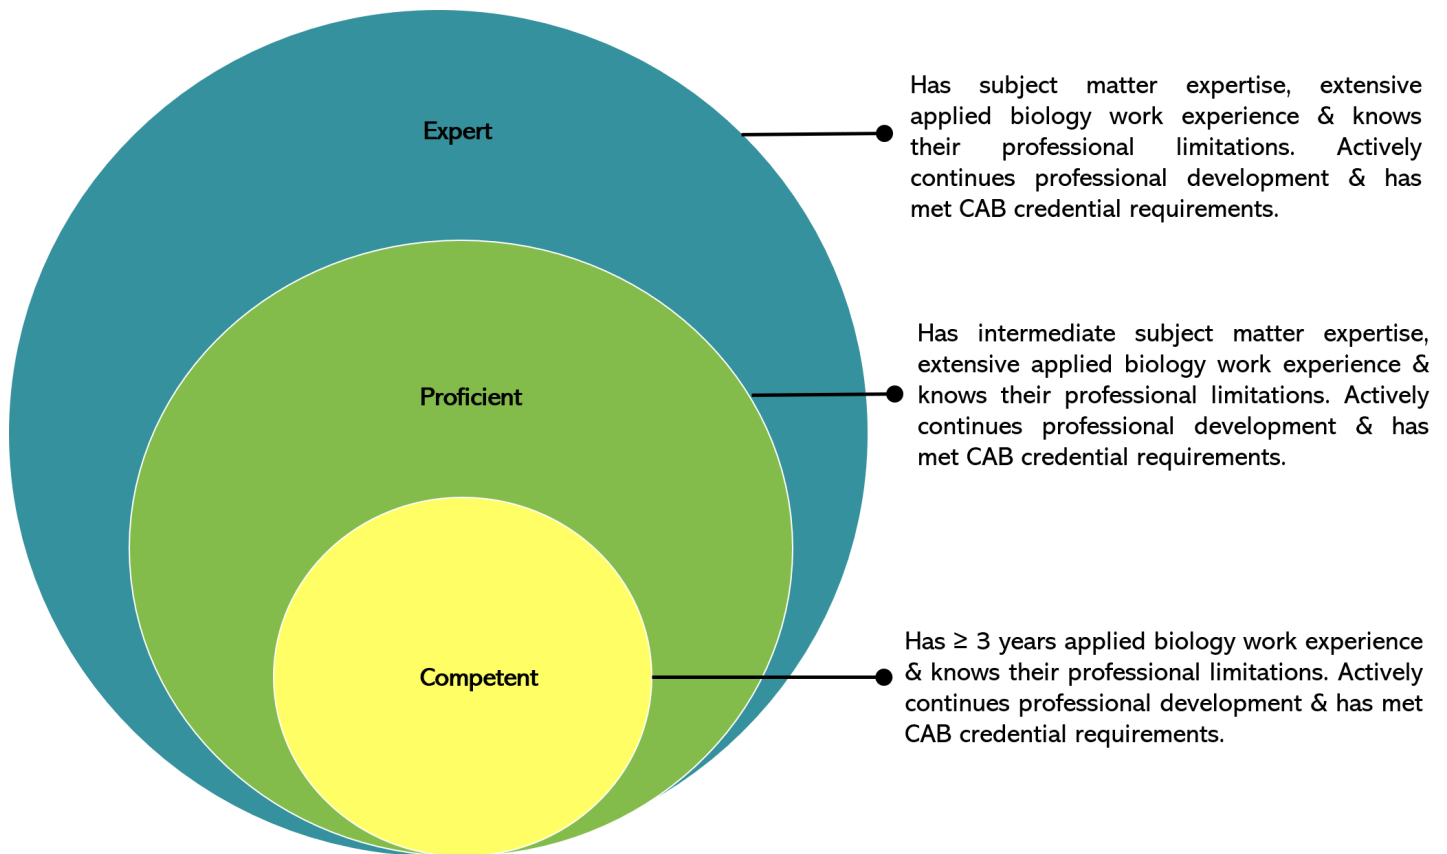 Expert
Has subject matter expertise, extensive
applied biology work experience & knows
their professional limitations. Actively
continues professional development & has
met CAB credential requirements.
Proficient
Has intermediate subject matter expertise,
extensive applied biology work experience &
knows their professional limitations. Actively
continues professional development & has
met CAB credential requirements.
Competent
Has ≥ 3 years applied biology work experience
& knows their professional limitations. Actively
continues professional development & has met
CAB credential requirements.